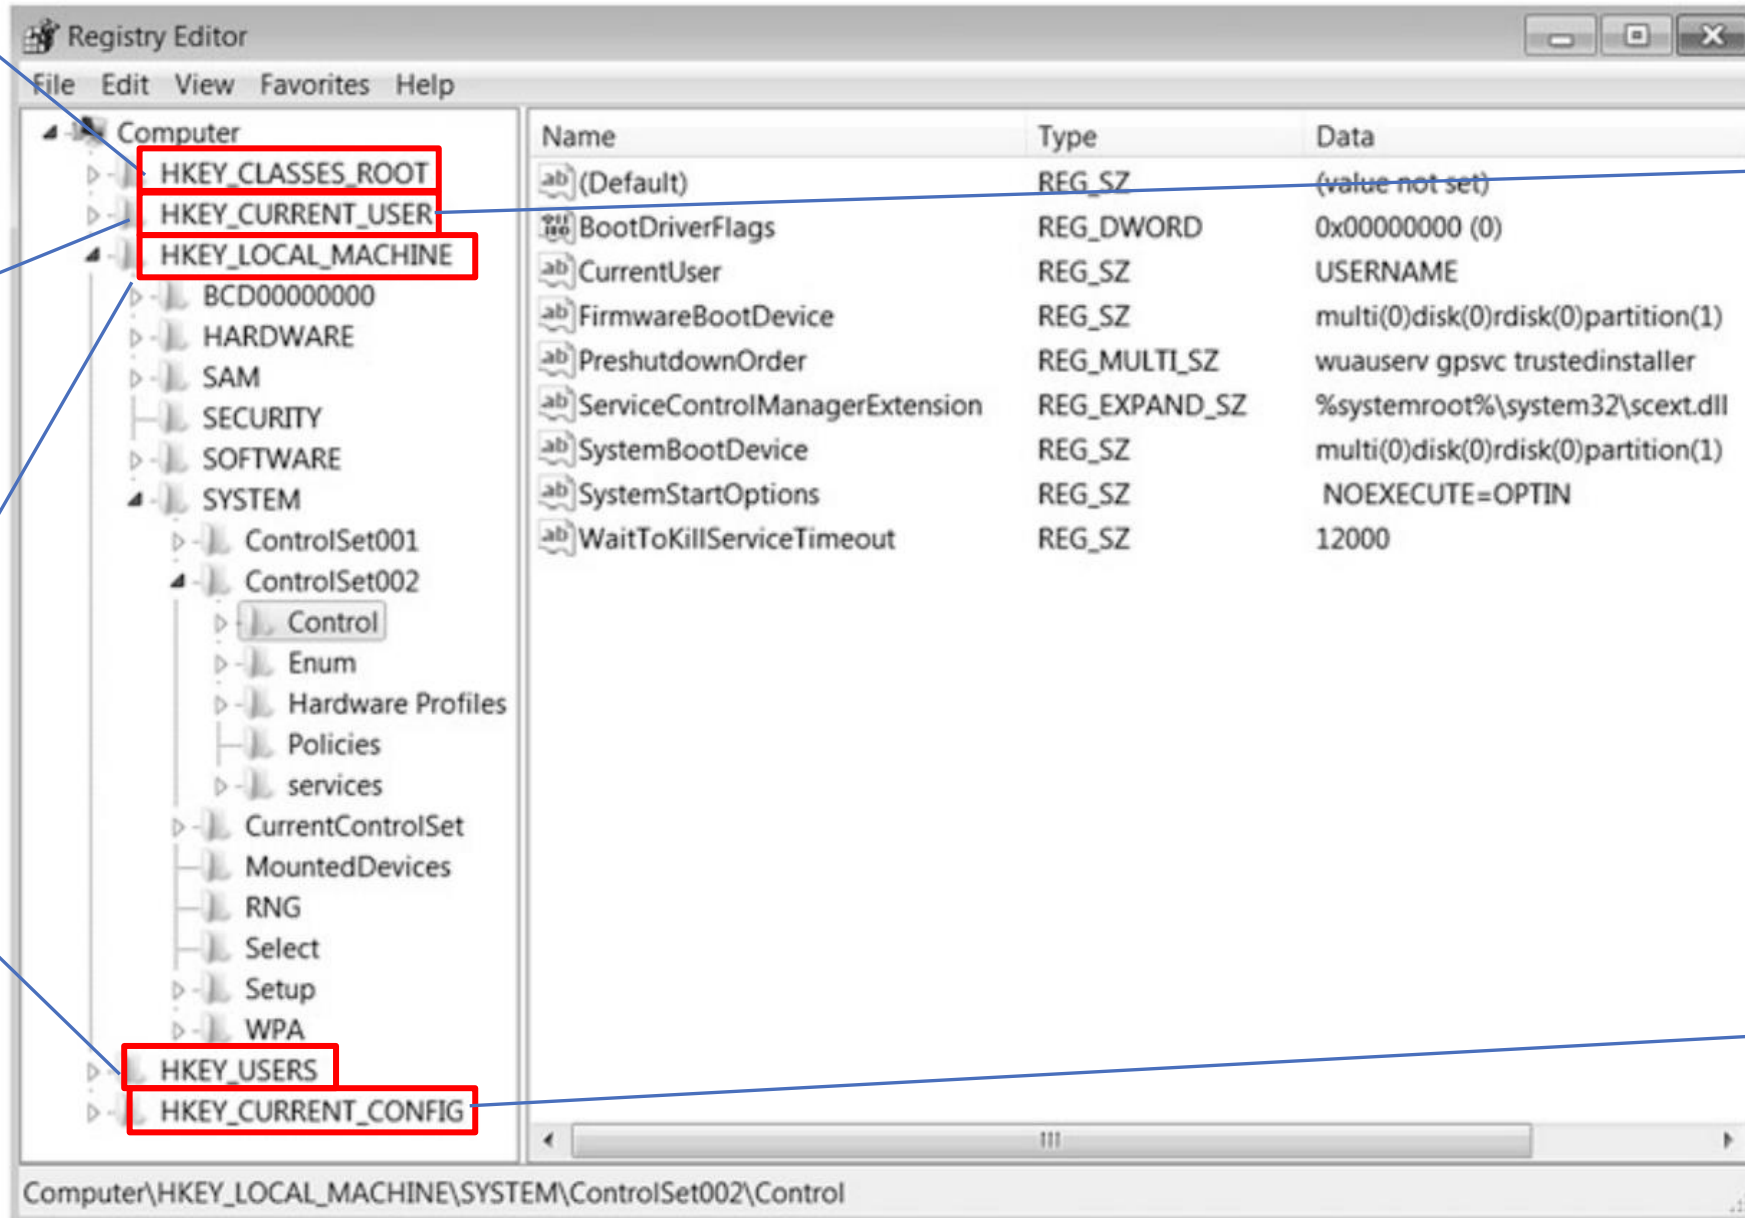 Registry Editor
File Edit View Favorites Help
Computer
HKEY_CLASSES_ROOT
HKEY_CURRENT_USER
HKEY_LOCAL_MACHINE
BCD00000000
HARDWARE
SAM
SECURITY
SOFTWARE
SYSTEM
ControlSet001
ControlSet002
Control
Enum
Hardware Profiles
Policies
services
CurrentControlSet
MountedDevices
RNG
Select
Setup
WPA
HKEY_USERS
HKEY_CURRENT_CONFIG
Name Type Data
(Default) REG_SZ (value not set)
BootDriverFlags REG_DWORD 0x00000000 (0)
CurrentUser REG_SZ USERNAME
FirmwareBootDevice REG_SZ multi(0)disk(0)rdisk(0)partition(1)
PreshutdownOrder REG_MULTI_SZ wuauserv gpsvc trustedinstaller
ServiceControlManagerExtension REG_EXPAND_SZ %systemroot%\system32\scext.dll
SystemBootDevice REG_SZ multi(0)disk(0)rdisk(0)partition(1)
SystemStartOptions REG_SZ NOEXECUTE=OPTIN
WaitToKillServiceTimeout REG_SZ 12000
Computer\HKEY_LOCAL_MACHINE\SYSTEM\ControlSet002\Control